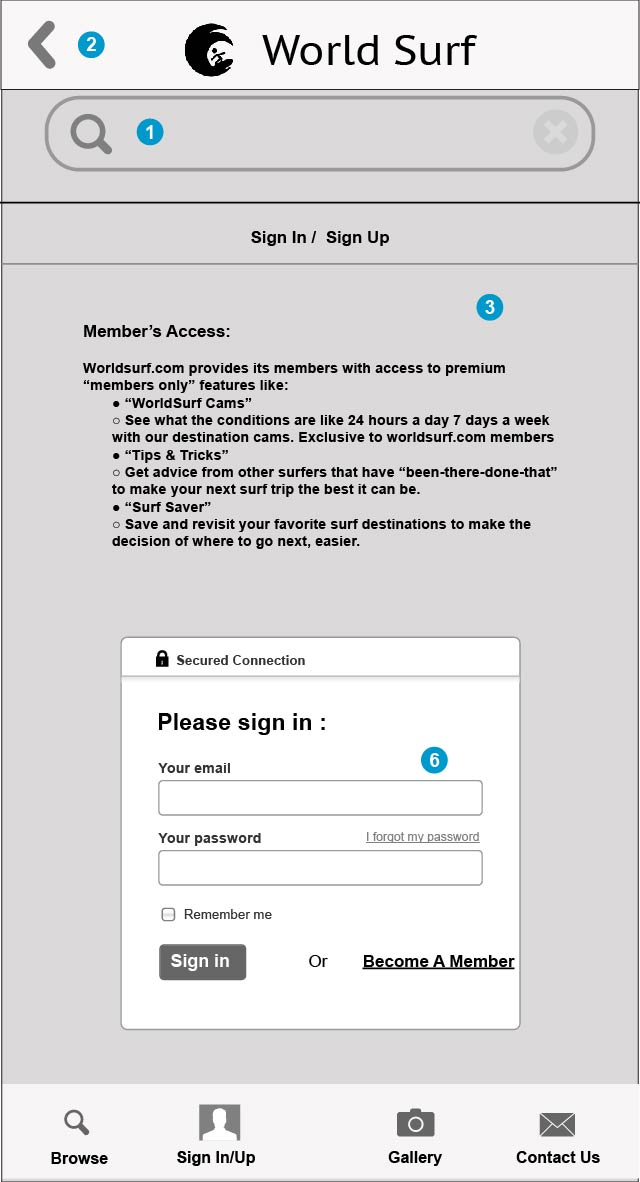 2
World Surf
1
Sign In /  Sign Up
3
Member’s Access:
Worldsurf.com provides its members with access to premium
“members only” features like:
● “WorldSurf Cams”
○ See what the conditions are like 24 hours a day 7 days a week
with our destination cams. Exclusive to worldsurf.com members
● “Tips & Tricks”
○ Get advice from other surfers that have “been-there-done-that”
to make your next surf trip the best it can be.
● “Surf Saver”
○ Save and revisit your favorite surf destinations to make the
decision of where to go next, easier.
Secured Connection
Please sign in :
6
Your email
Your password I forgot my password
Remember me
Sign in Or Become A Member
Browse Sign In/Up Gallery Contact Us